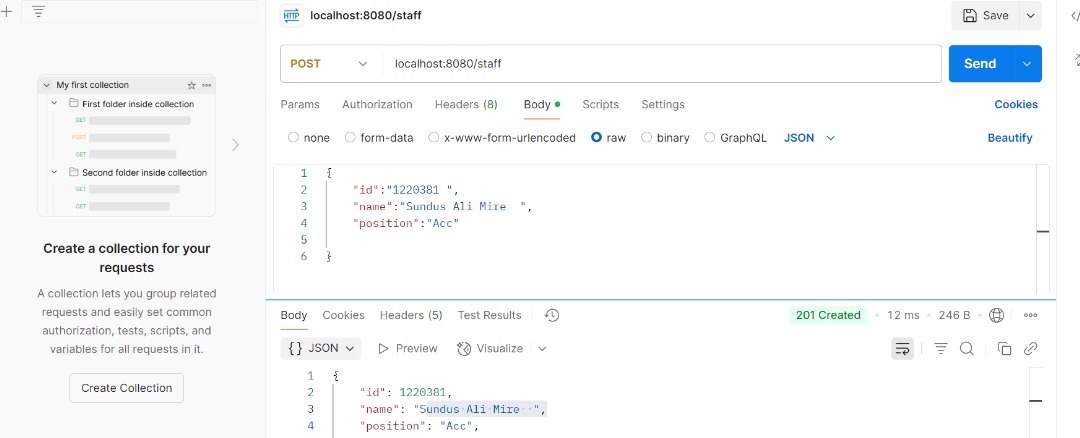 HTTP localhost:8080/staff
Save
My first collection
First folder inside collection
GET
POST
GET
Second folder inside collection
GET
GET
Create a collection for your
requests
A collection lets you group related
requests and easily set common
authorization, tests, scripts, and
variables for all requests in it.
Create Collection
POST localhost:8080/staff Send
Params Authorization Headers (8) Body Scripts Settings Cookies
none form-data x-www-form-urlencoded raw binary GraphQL JSON Beautify
1 {
2 "id":"1220381 ",
3 "name":"Sundus Ali Mire  ",
4 "position":"Acc"
5
6 }
Body Cookies Headers (5) Test Results 201 Created • 12 ms • 246 B
{} JSON Preview Visualize
1 {
2 "id": 1220381,
3 "name": "Sundus·Ali·Mire··",
4 "position": "Acc",